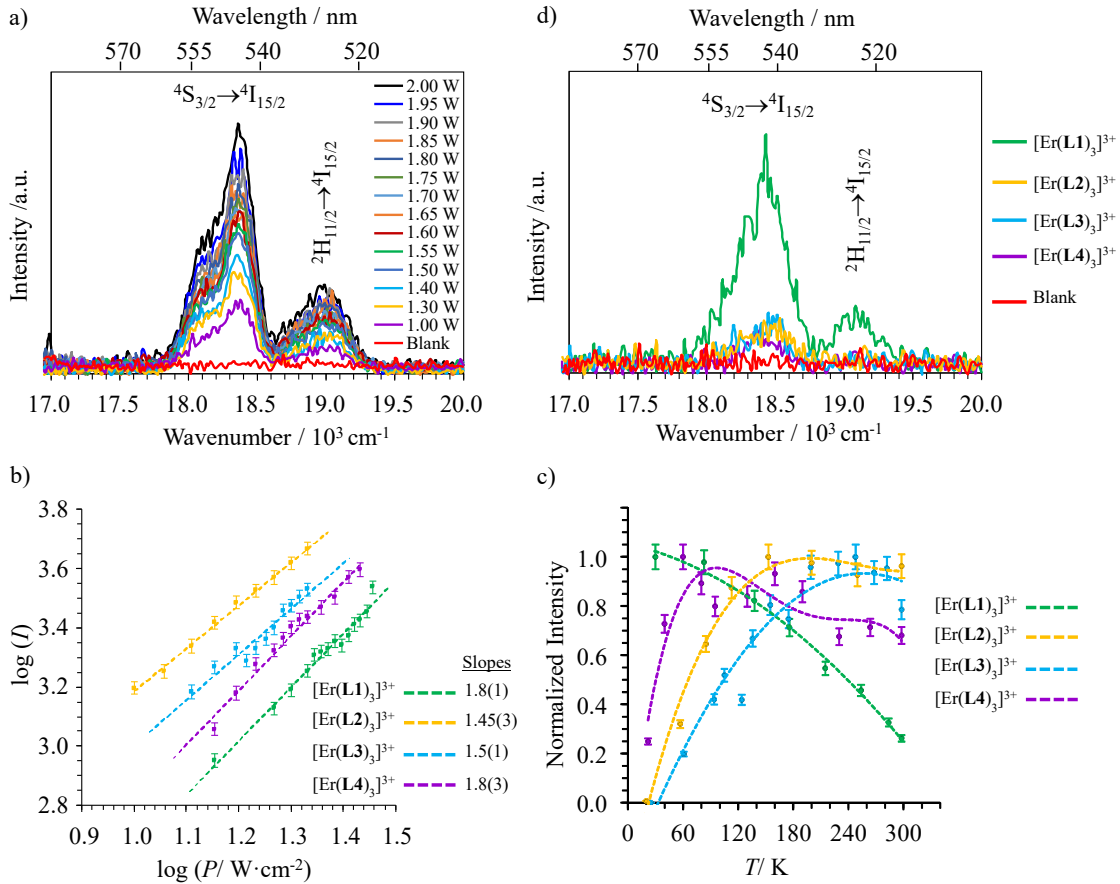 a)
Wavelength / nm
570 555 540 520
⁴S₃/₂→⁴I₁₅/₂
²H₁₁/₂→⁴I₁₅/₂
2.00 W
1.95 W
1.90 W
1.85 W
1.80 W
1.75 W
1.70 W
1.65 W
1.60 W
1.55 W
1.50 W
1.40 W
1.30 W
1.00 W
Blank
Intensity /a.u.
17.0 17.5 18.0 18.5 19.0 19.5 20.0
Wavenumber / 10³ cm⁻¹
d)
Wavelength / nm
570 555 540 520
⁴S₃/₂→⁴I₁₅/₂
²H₁₁/₂→⁴I₁₅/₂
[Er(L1)₃]³⁺
[Er(L2)₃]³⁺
[Er(L3)₃]³⁺
[Er(L4)₃]³⁺
Blank
Intensity /a.u.
17.0 17.5 18.0 18.5 19.0 19.5 20.0
Wavenumber / 10³ cm⁻¹
b)
log (I)
3.8
3.6
3.4
3.2
3.0
2.8
Slopes
[Er(L1)₃]³⁺ 1.8(1)
[Er(L2)₃]³⁺ 1.45(3)
[Er(L3)₃]³⁺ 1.5(1)
[Er(L4)₃]³⁺ 1.8(3)
0.9 1.0 1.1 1.2 1.3 1.4 1.5
log (P/ W·cm⁻²)
c)
Normalized Intensity
1.0
0.8
0.6
0.4
0.2
0.0
[Er(L1)₃]³⁺
[Er(L2)₃]³⁺
[Er(L3)₃]³⁺
[Er(L4)₃]³⁺
0 60 120 180 240 300
T/ K